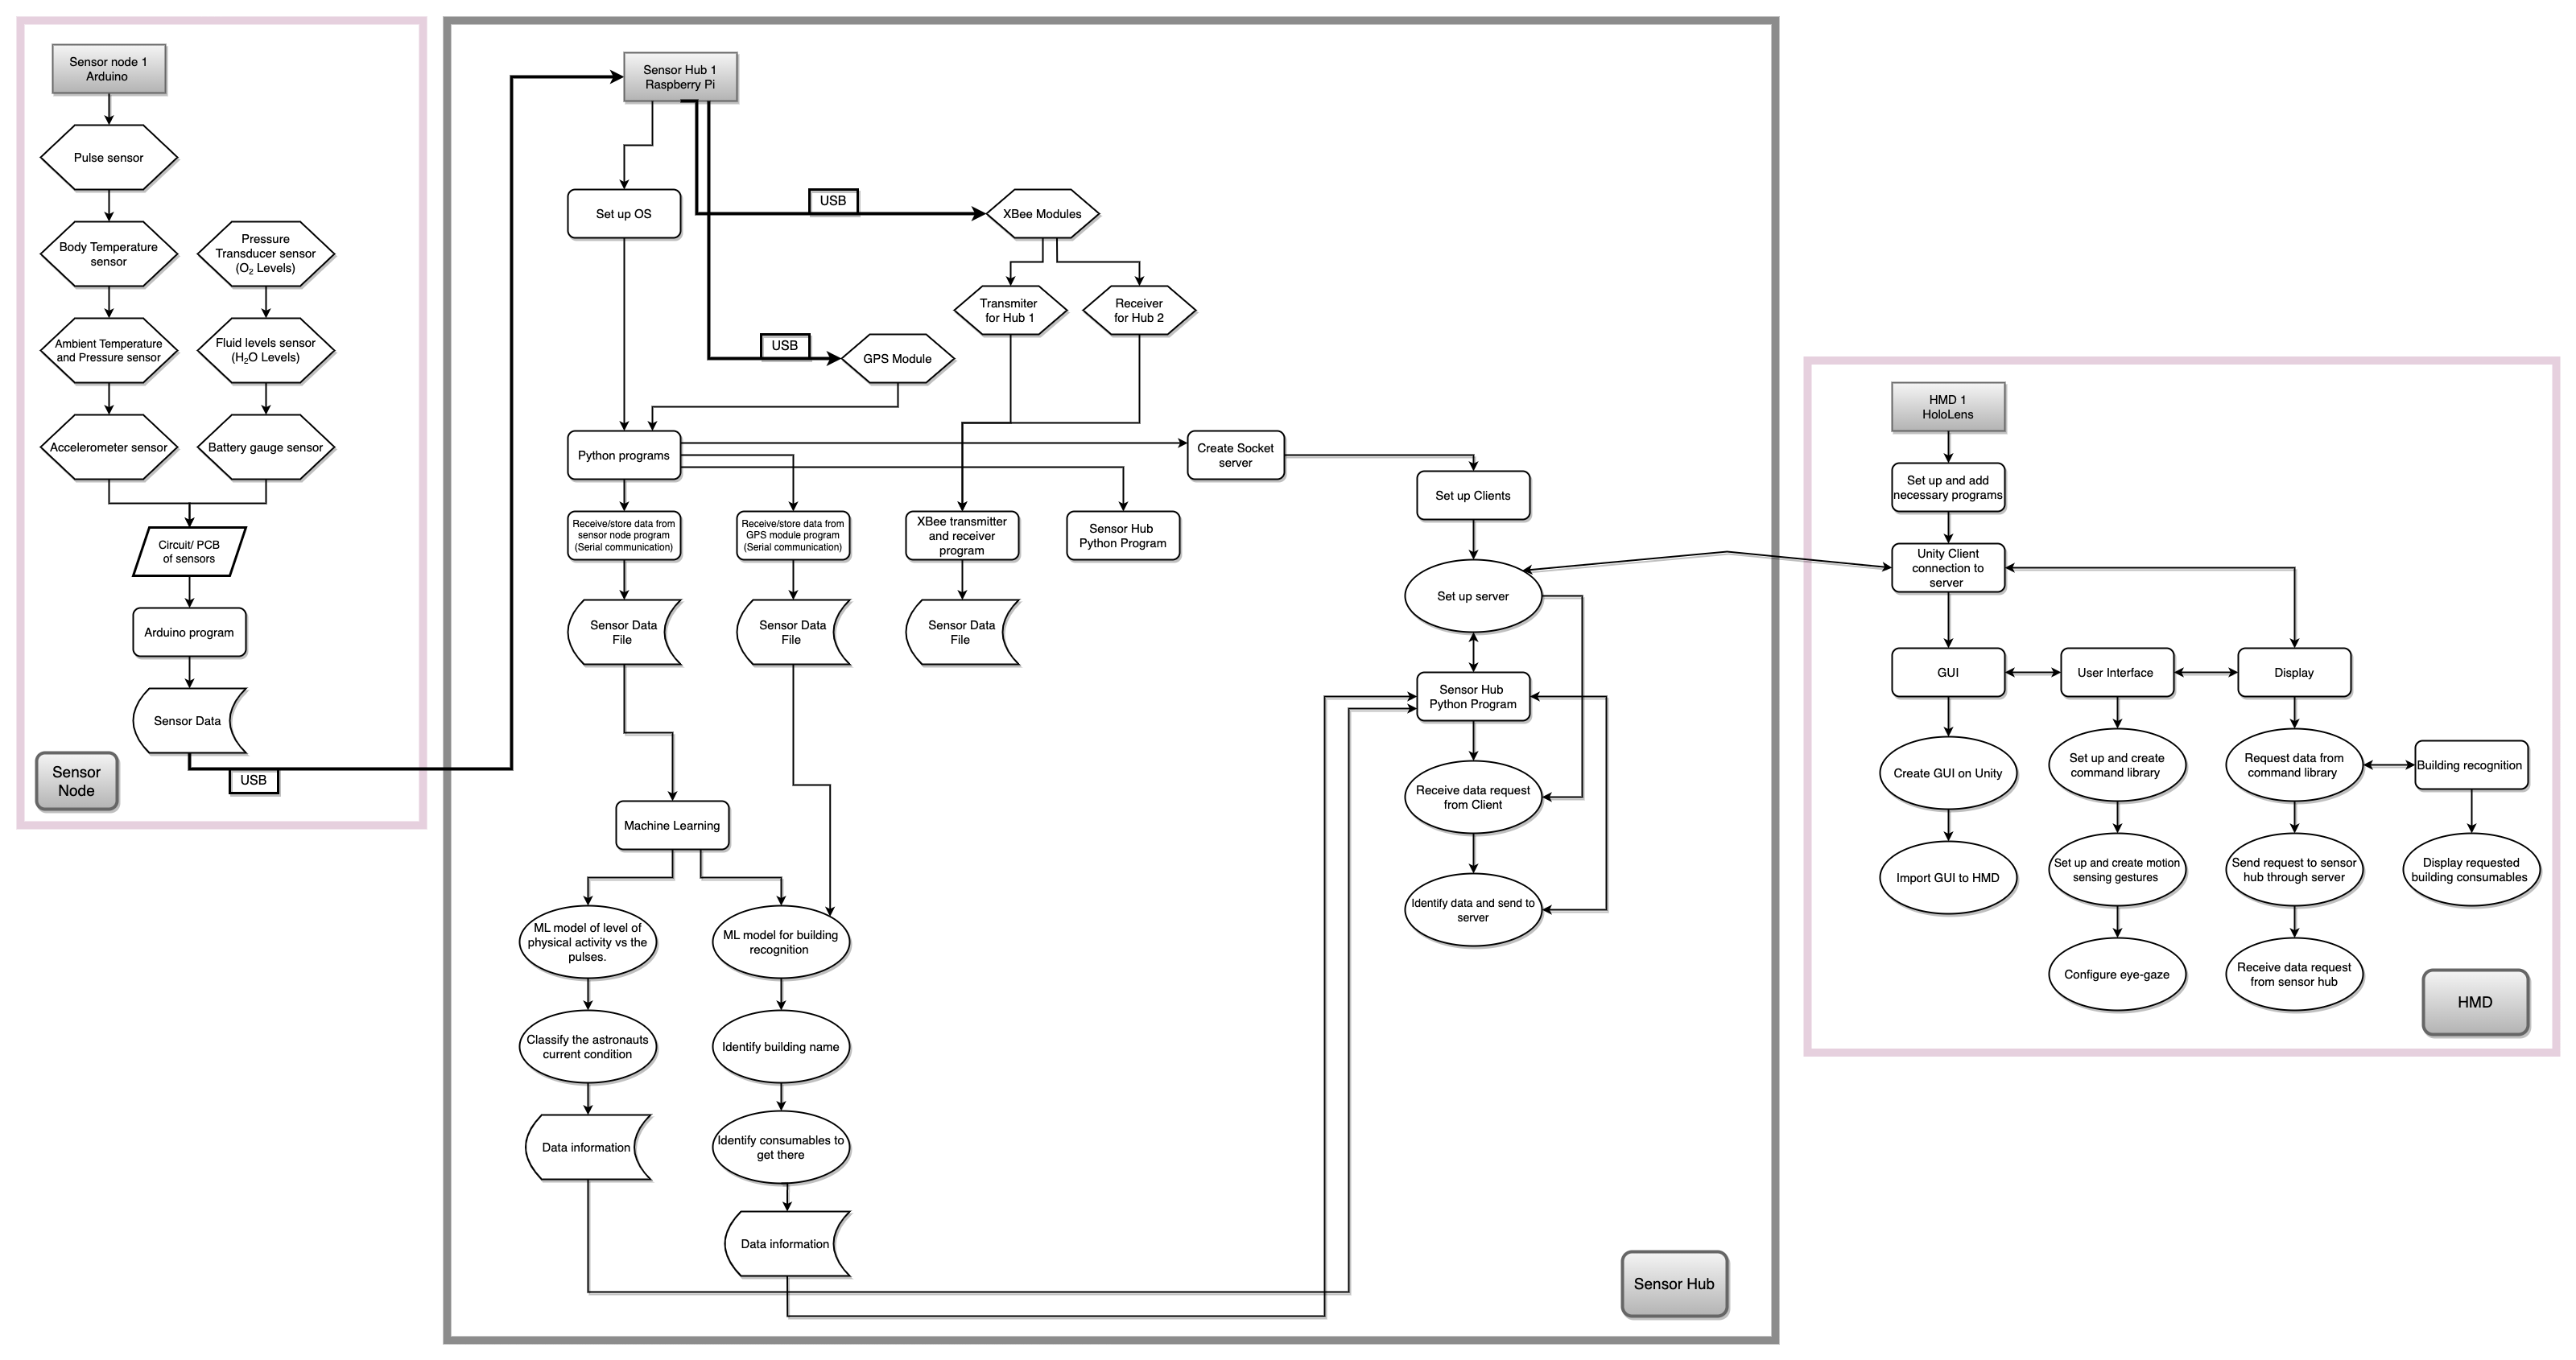 Sensor node 1
Arduino
Pulse sensor
Body Temperature
sensor
Pressure
Transducer sensor
(O₂ Levels)
Ambient Temperature
and Pressure sensor
Fluid levels sensor
(H₂O Levels)
Accelerometer sensor
Battery gauge sensor
Circuit/ PCB
of sensors
Arduino program
Sensor Data
Sensor
Node
USB
Sensor Hub 1
Raspberry Pi
Set up OS
USB
XBee Modules
Transmiter
for Hub 1
Receiver
for Hub 2
USB
GPS Module
Python programs
Create Socket
server
Set up Clients
Receive/store data from
sensor node program
(Serial communication)
Receive/store data from
GPS module program
(Serial communication)
XBee transmitter
and receiver
program
Sensor Hub
Python Program
Sensor Data
File
Sensor Data
File
Sensor Data
File
Set up server
Sensor Hub
Python Program
Receive data request
from Client
Identify data and send to
server
Machine Learning
ML model of level of
physical activity vs the
pulses.
ML model for building
recognition
Classify the astronauts
current condition
Identify building name
Data information
Identify consumables to
get there
Data information
Sensor Hub
HMD 1
HoloLens
Set up and add
necessary programs
Unity Client
connection to
server
GUI
User Interface
Display
Create GUI on Unity
Set up and create
command library
Request data from
command library
Building recognition
Import GUI to HMD
Set up and create motion
sensing gestures
Send request to sensor
hub through server
Display requested
building consumables
Configure eye-gaze
Receive data request
from sensor hub
HMD